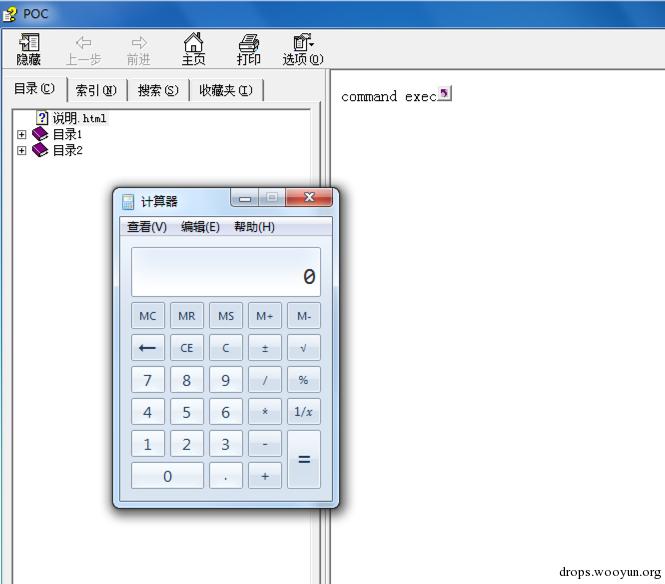 POC
隐藏 上一步 前进 主页 打印 选项(O)
目录(C) 索引(N) 搜索(S) 收藏夹(I)
说明.html
目录1
目录2
command exec
计算器
查看(V) 编辑(E) 帮助(H)
0
MC MR MS M+ M-
← CE C ± √
7 8 9 / %
4 5 6 * 1/x
1 2 3 - =
0 . +
drops.wooyun.org